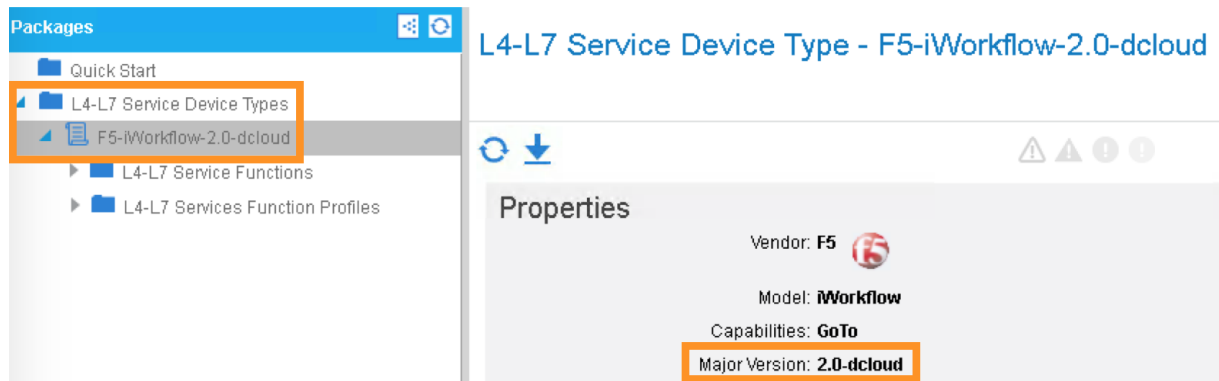 Packages
Quick Start
L4-L7 Service Device Types
F5-iWorkflow-2.0-dcloud
L4-L7 Service Functions
L4-L7 Services Function Profiles
L4-L7 Service Device Type - F5-iWorkflow-2.0-dcloud
Properties
Vendor: F5
Model: iWorkflow
Capabilities: GoTo
Major Version: 2.0-dcloud